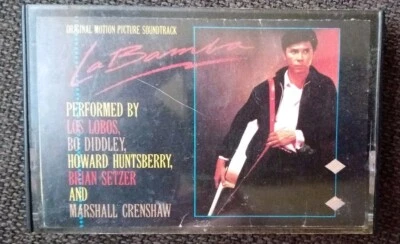 ORIGINAL MOTION PICTURE SOUNDTRACK
La Bamba
PERFORMED BY
LOS LOBOS,
BO DIDDLEY,
HOWARD HUNTSBERRY,
BRIAN SETZER
AND
MARSHALL CRENSHAW